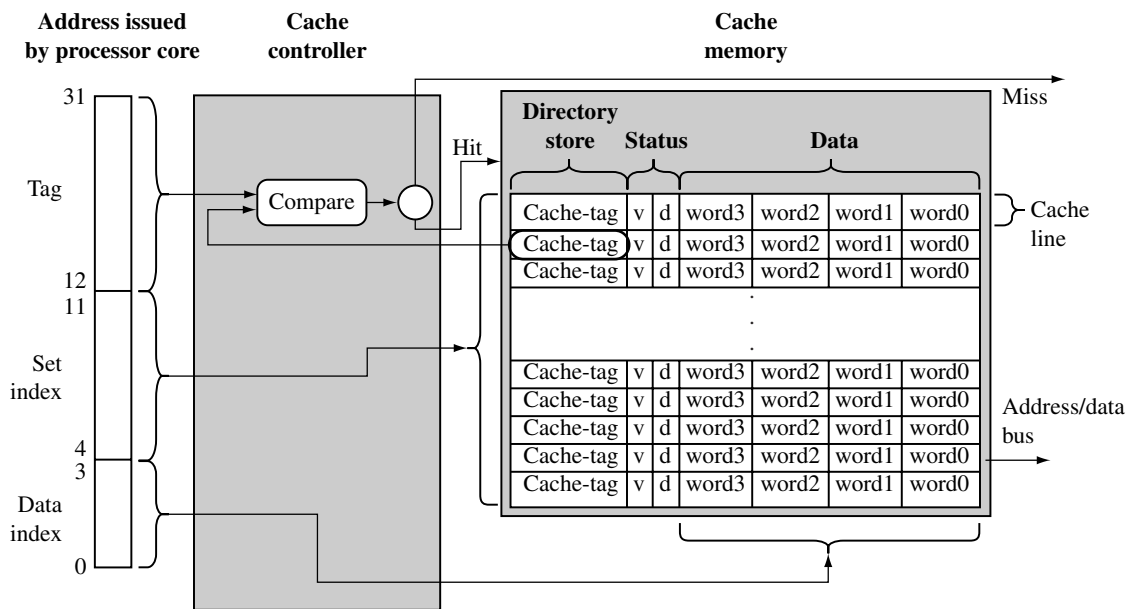 Address issued
by processor core
Cache
controller
Cache
memory
31
Tag
12
11
Set
index
4
3
Data
index
0
Compare
Hit
Miss
Directory
store
Status
Data
Cache-tag v d word3 word2 word1 word0
Cache-tag v d word3 word2 word1 word0
Cache-tag v d word3 word2 word1 word0
.
.
.
Cache-tag v d word3 word2 word1 word0
Cache-tag v d word3 word2 word1 word0
Cache-tag v d word3 word2 word1 word0
Cache-tag v d word3 word2 word1 word0
Cache-tag v d word3 word2 word1 word0
Cache
line
Address/data
bus